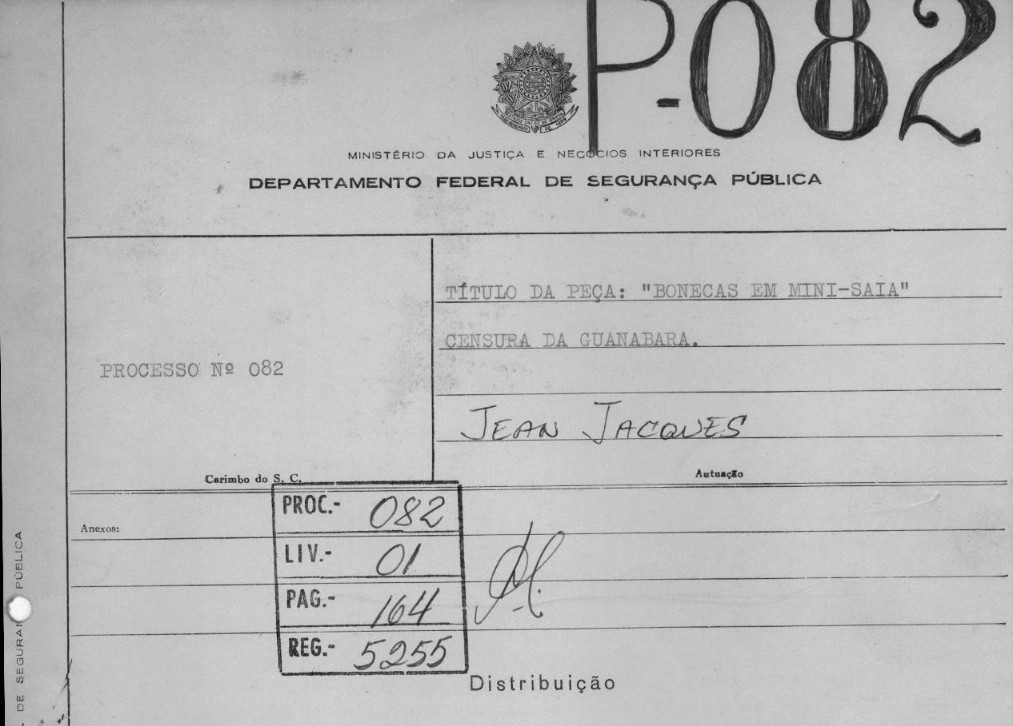 P-082
MINISTÉRIO DA JUSTIÇA E NEGÓCIOS INTERIORES
DEPARTAMENTO FEDERAL DE SEGURANÇA PÚBLICA
TÍTULO DA PEÇA: "BONECAS EM MINI-SAIA"
CENSURA DA GUANABARA.
PROCESSO Nº 082
JEAN JACQUES
Carimbo do S. C.
Autuação
Anexos:
PROC.- 082
LIV.- 01
PAG.- 164
REG.- 5255
Distribuição
DE SEGURAN PÚBLICA